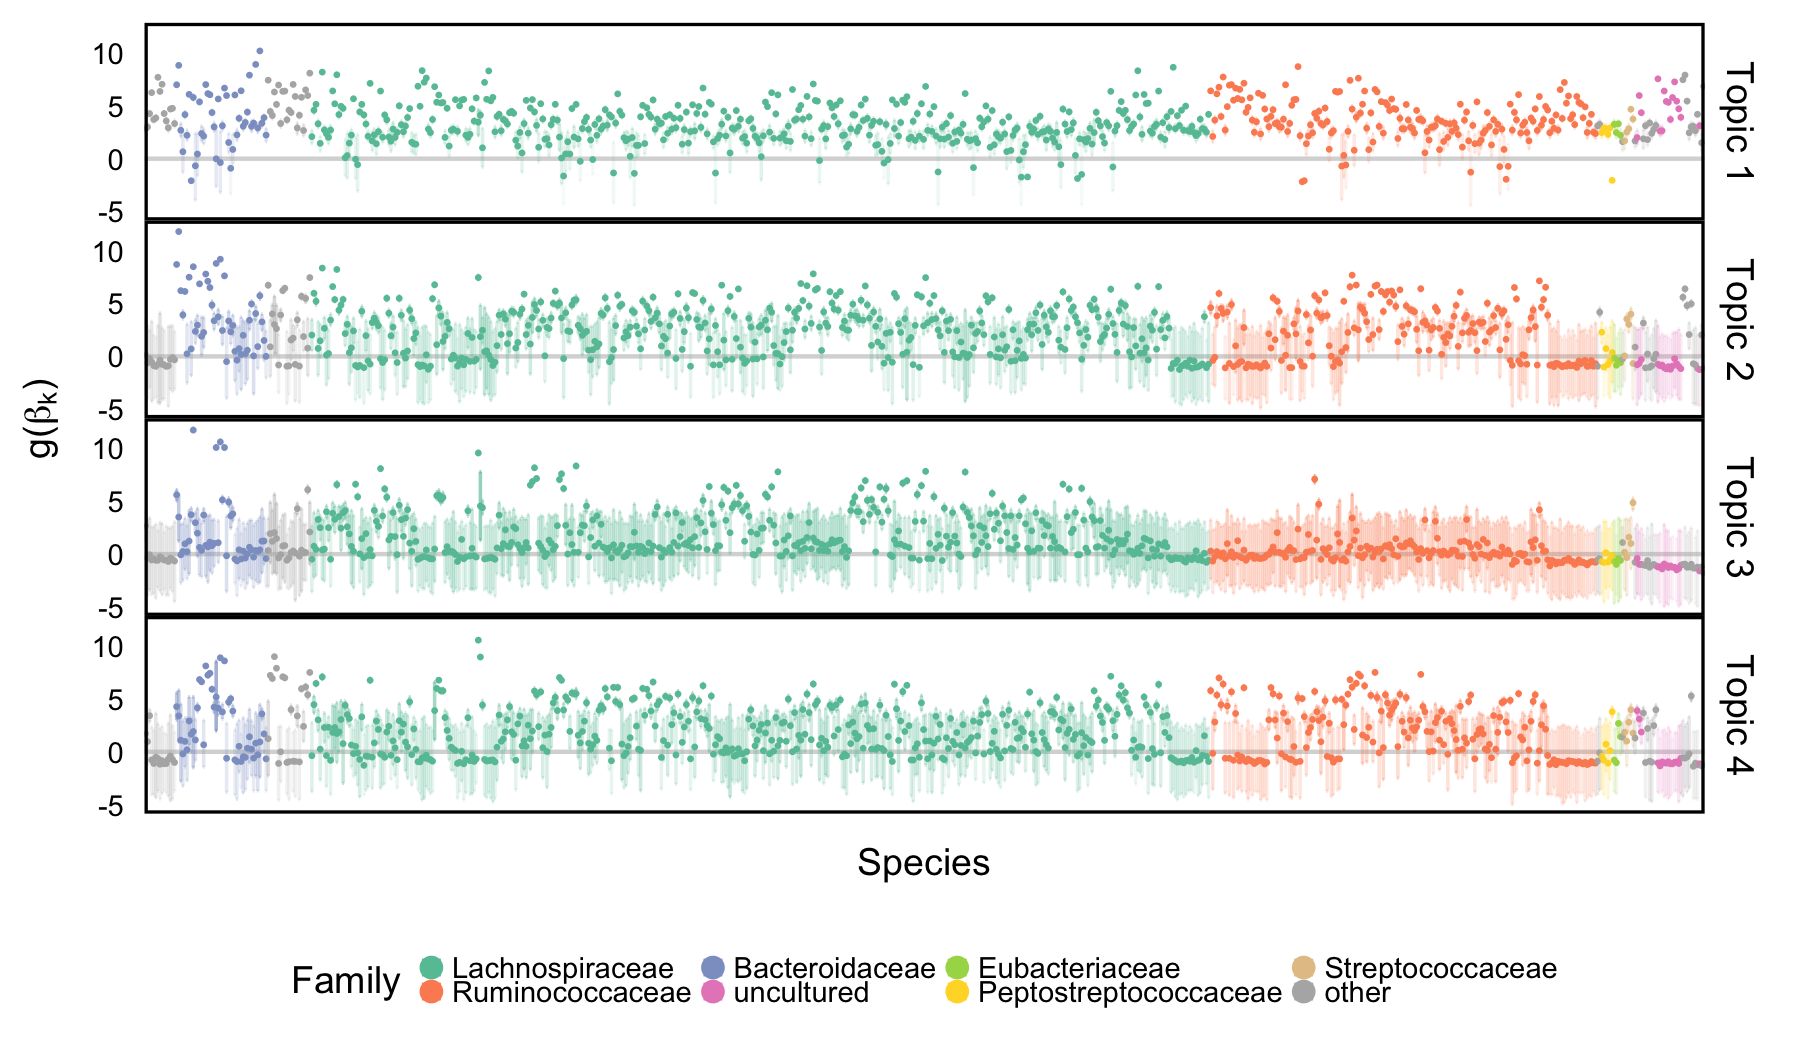 10
5
0
-5
Topic 1
10
5
0
-5
Topic 2
10
5
0
-5
Topic 3
10
5
0
-5
Topic 4
g(βk)
Species
Family
Lachnospiraceae
Bacteroidaceae
Eubacteriaceae
Streptococcaceae
Ruminococcaceae
uncultured
Peptostreptococcaceae
other